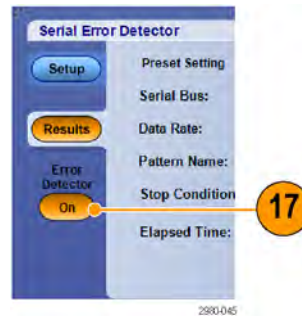 Serial Error Detector
Setup
Preset Setting
Serial Bus:
Results
Data Rate:
Pattern Name:
Error
Detector
On
Stop Condition
17
Elapsed Time:
2980-045